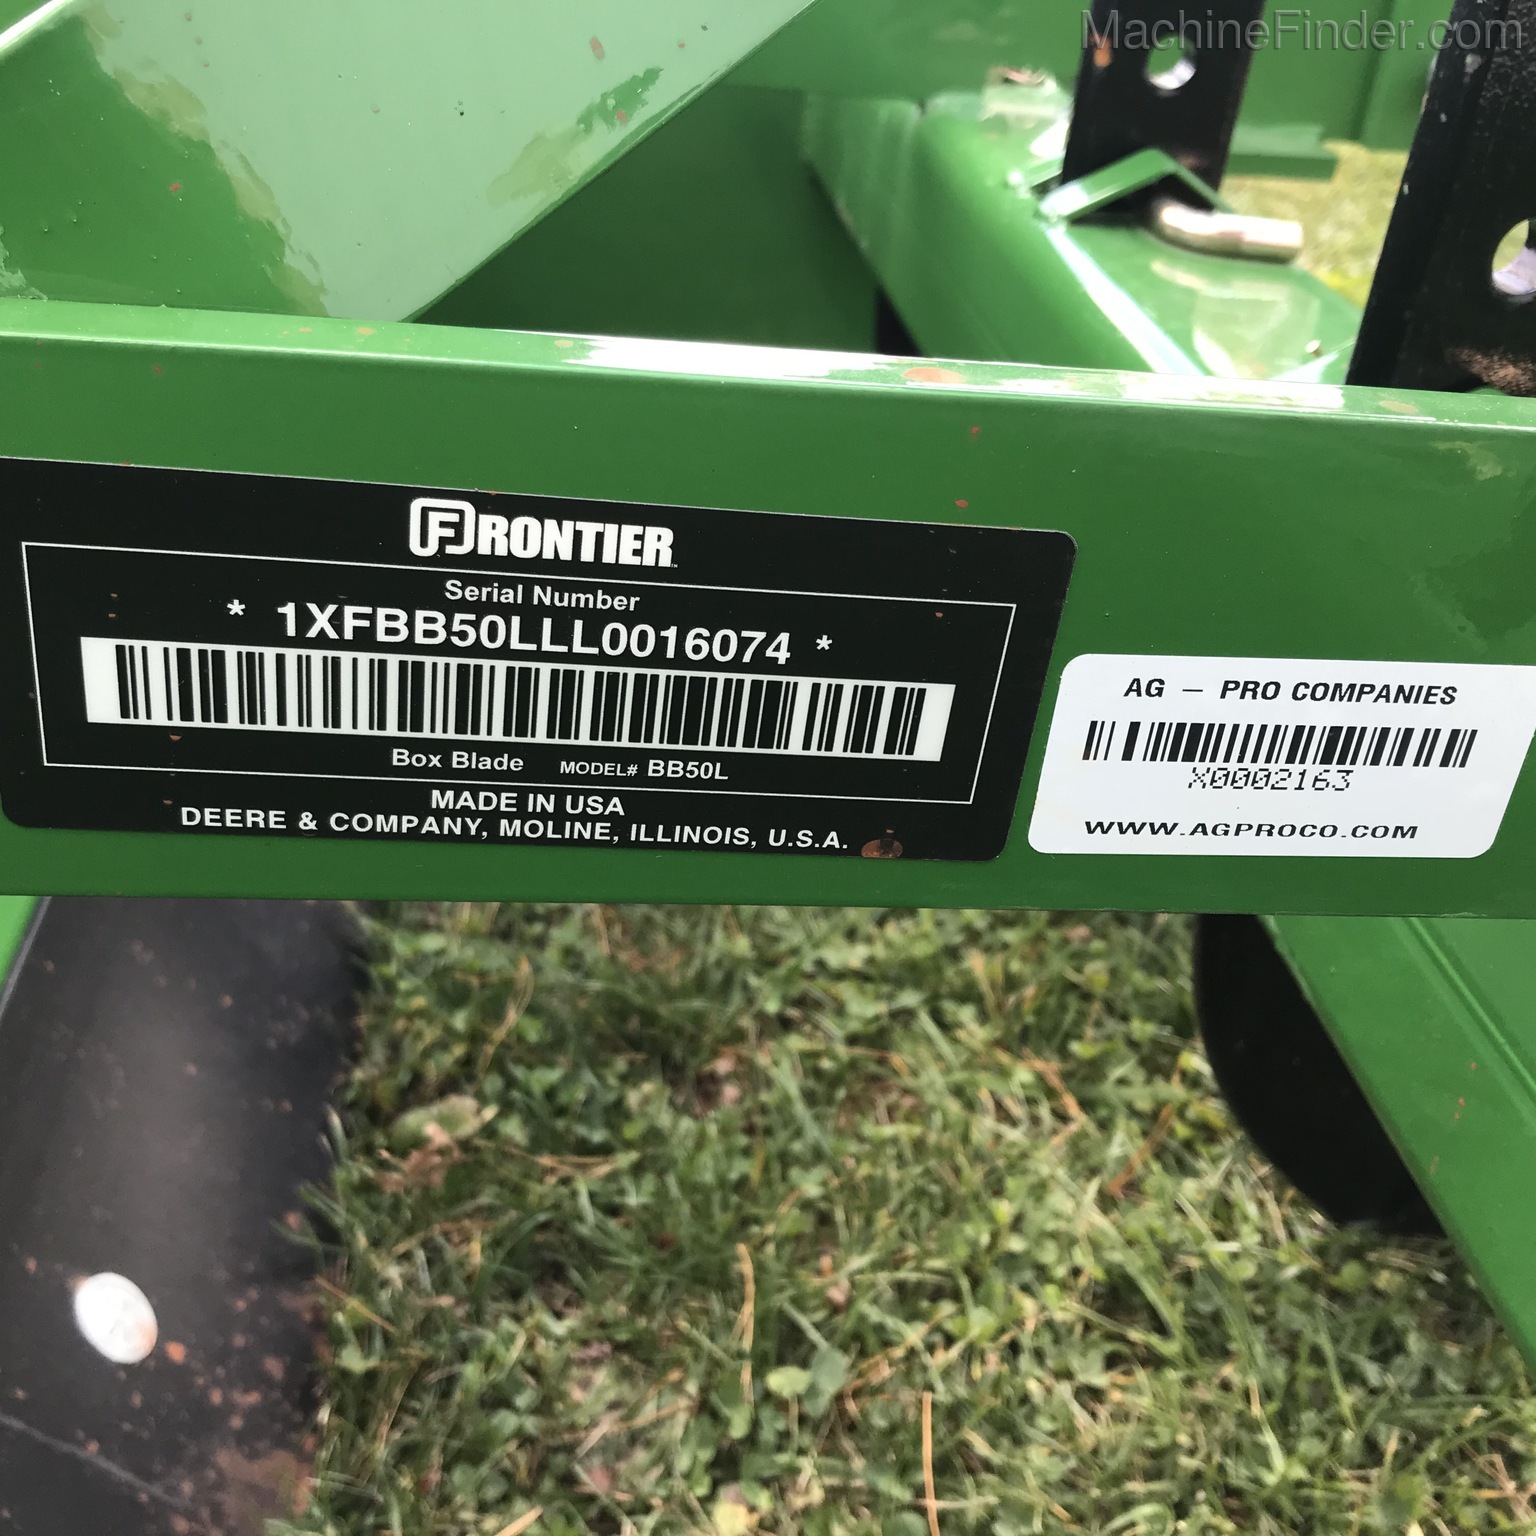 MachineFinder.com
FRONTIER
Serial Number
* 1XFBB50LLL0016074 *
Box Blade MODEL# BB50L
MADE IN USA
DEERE & COMPANY, MOLINE, ILLINOIS, U.S.A.
AG – PRO COMPANIES
X0002163
WWW.AGPROCO.COM